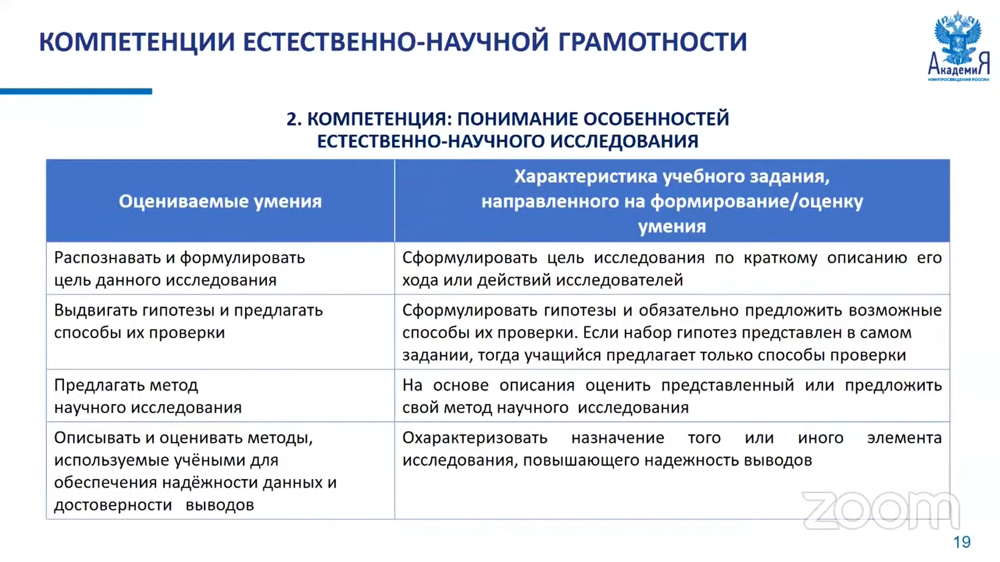 КОМПЕТЕНЦИИ ЕСТЕСТВЕННО-НАУЧНОЙ ГРАМОТНОСТИ
АкадемиЯ
МИНПРОСВЕЩЕНИЯ РОССИИ
2. КОМПЕТЕНЦИЯ: ПОНИМАНИЕ ОСОБЕННОСТЕЙ
ЕСТЕСТВЕННО-НАУЧНОГО ИССЛЕДОВАНИЯ
Оцениваемые умения
Характеристика учебного задания,
направленного на формирование/оценку
умения
Распознавать и формулировать
цель данного исследования
Сформулировать цель исследования по краткому описанию его
хода или действий исследователей
Выдвигать гипотезы и предлагать
способы их проверки
Сформулировать гипотезы и обязательно предложить возможные
способы их проверки. Если набор гипотез представлен в самом
задании, тогда учащийся предлагает только способы проверки
Предлагать метод
научного исследования
На основе описания оценить представленный или предложить
свой метод научного исследования
Описывать и оценивать методы,
используемые учёными для
обеспечения надёжности данных и
достоверности выводов
Охарактеризовать назначение того или иного элемента
исследования, повышающего надежность выводов
zoom
19